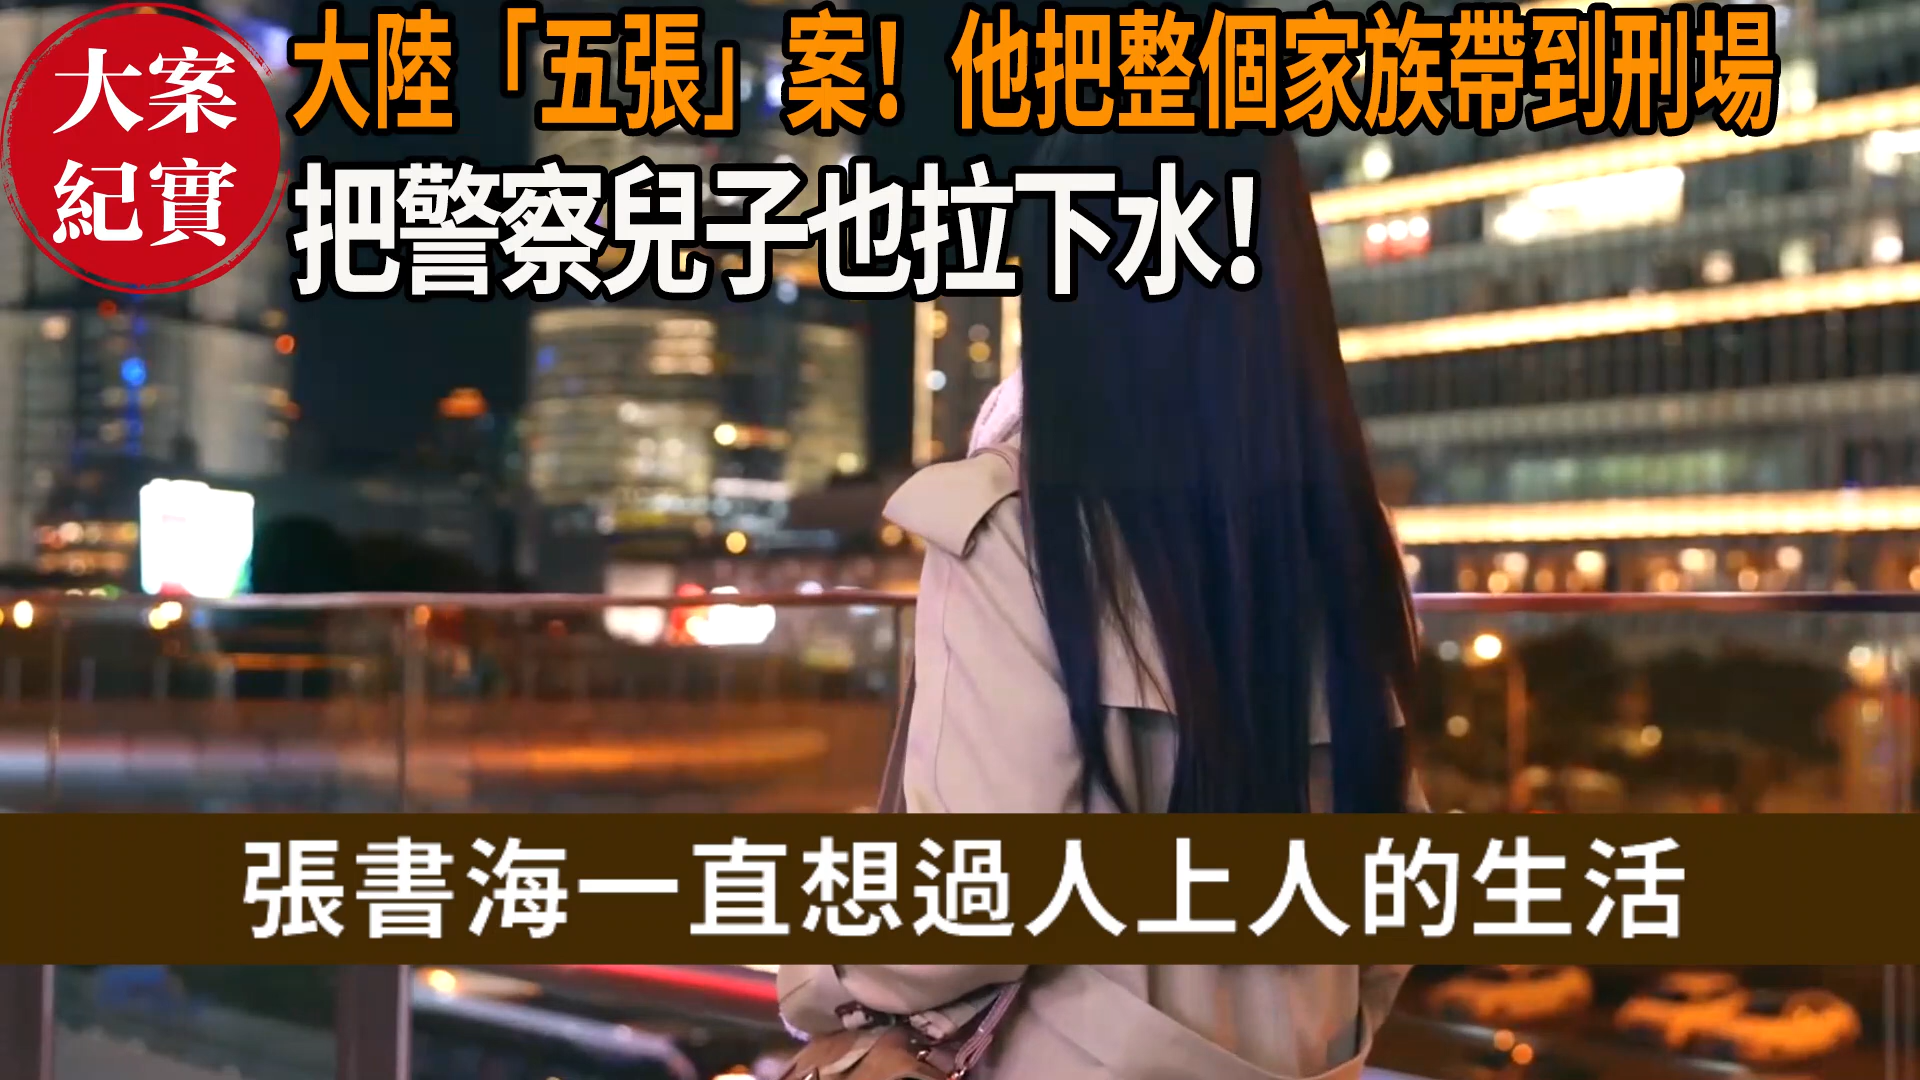 大案
紀實
大陸「五張」案！他把整個家族帶到刑場
把警察兒子也拉下水！
張書海一直想過人上人的生活